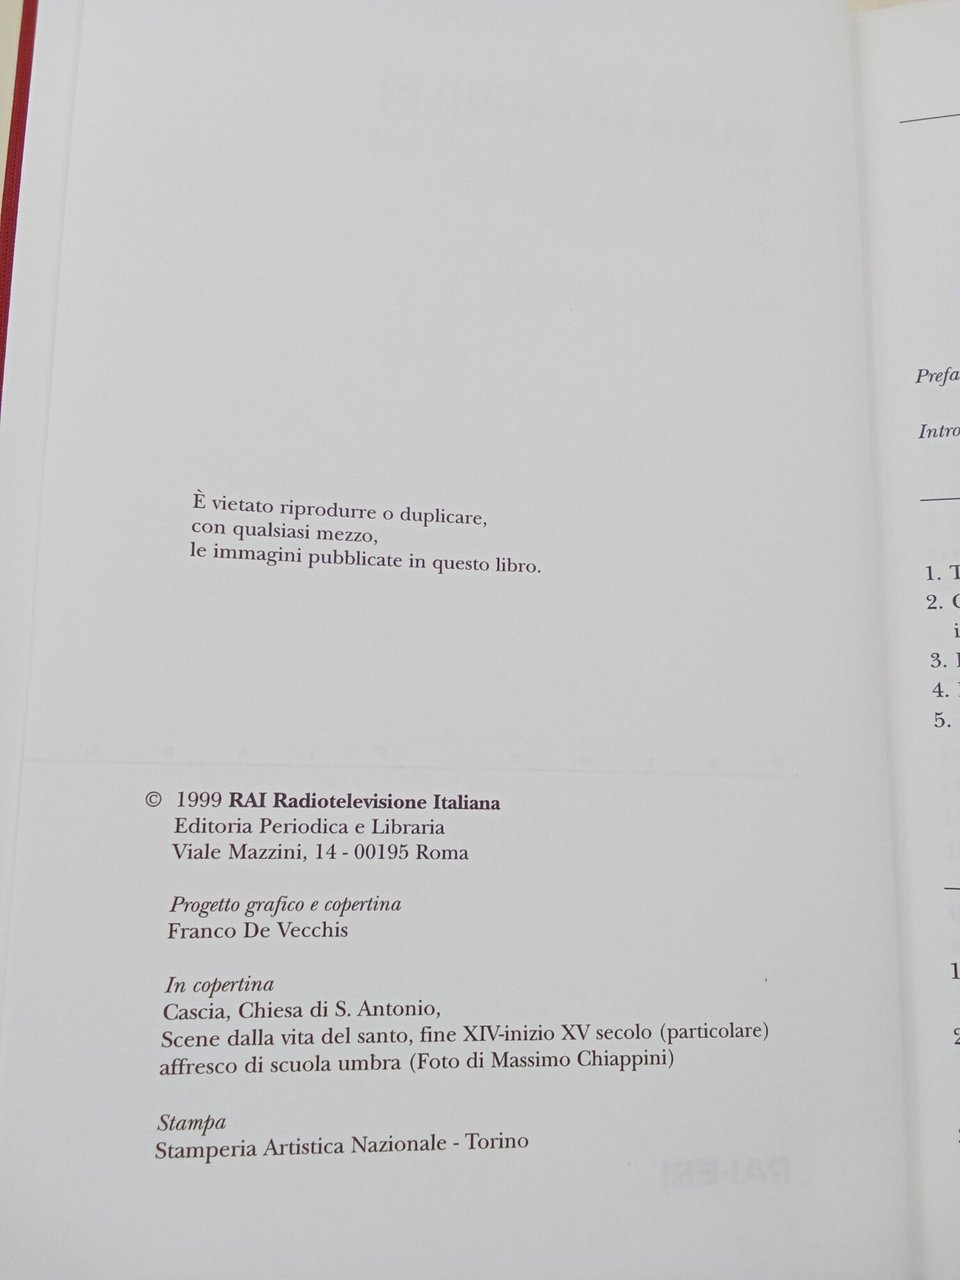 È vietato riprodurre o duplicare,
con qualsiasi mezzo,
le immagini pubblicate in questo libro.
© 1999 RAI Radiotelevisione Italiana
Editoria Periodica e Libraria
Viale Mazzini, 14 - 00195 Roma
Progetto grafico e copertina
Franco De Vecchis
In copertina
Cascia, Chiesa di S. Antonio,
Scene dalla vita del santo, fine XIV-inizio XV secolo (particolare)
affresco di scuola umbra (Foto di Massimo Chiappini)
Stampa
Stamperia Artistica Nazionale - Torino
Prefa
Intro
1. T
2.
i
3.
4.
5.
1
2